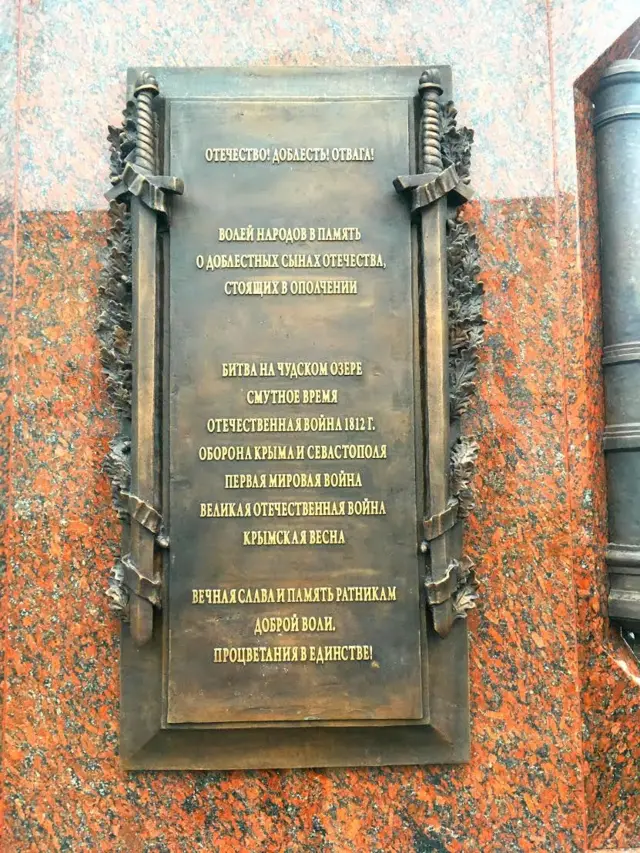 ОТЕЧЕСТВО! ДОБЛЕСТЬ! ОТВАГА!
ВОЛЕЙ НАРОДОВ В ПАМЯТЬ
О ДОБЛЕСТНЫХ СЫНАХ ОТЕЧЕСТВА,
СТОЯЩИХ В ОПОЛЧЕНИИ
БИТВА НА ЧУДСКОМ ОЗЕРЕ
СМУТНОЕ ВРЕМЯ
ОТЕЧЕСТВЕННАЯ ВОЙНА 1812 Г.
ОБОРОНА КРЫМА И СЕВАСТОПОЛЯ
ПЕРВАЯ МИРОВАЯ ВОЙНА
ВЕЛИКАЯ ОТЕЧЕСТВЕННАЯ ВОЙНА
КРЫМСКАЯ ВЕСНА
ВЕЧНАЯ СЛАВА И ПАМЯТЬ РАТНИКАМ
ДОБРОЙ ВОЛИ.
ПРОЦВЕТАНИЯ В ЕДИНСТВЕ!